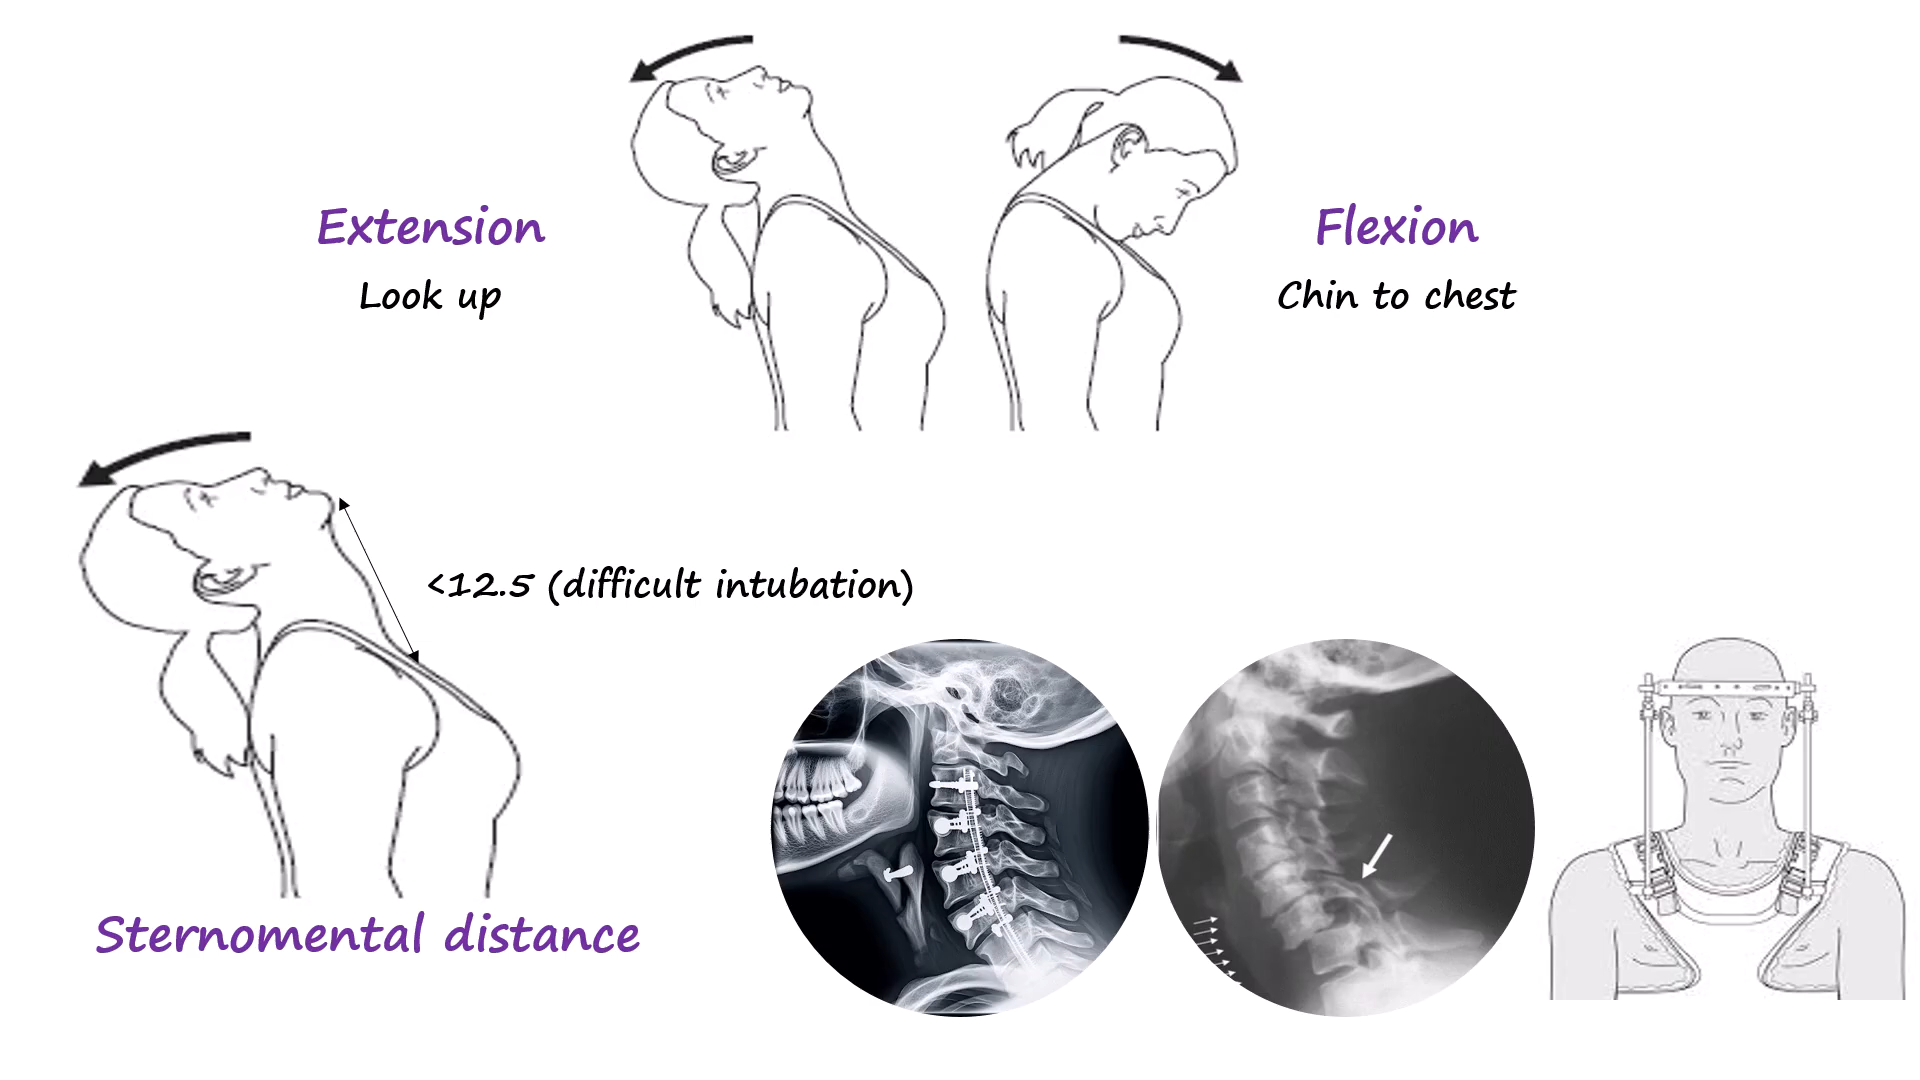 Extension
Look up
Flexion
Chin to chest
<12.5 (difficult intubation)
Sternomental distance